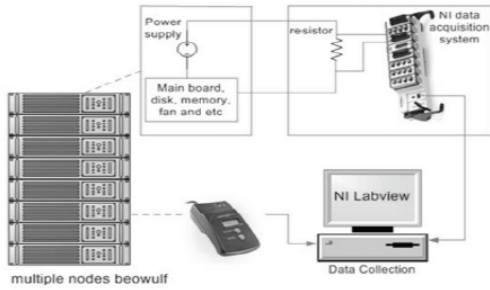 Power
supply
resistor
NI data
acquisition
system
Main board,
disk, memory,
fan and etc
NI Labview
Data Collection
multiple nodes beowulf